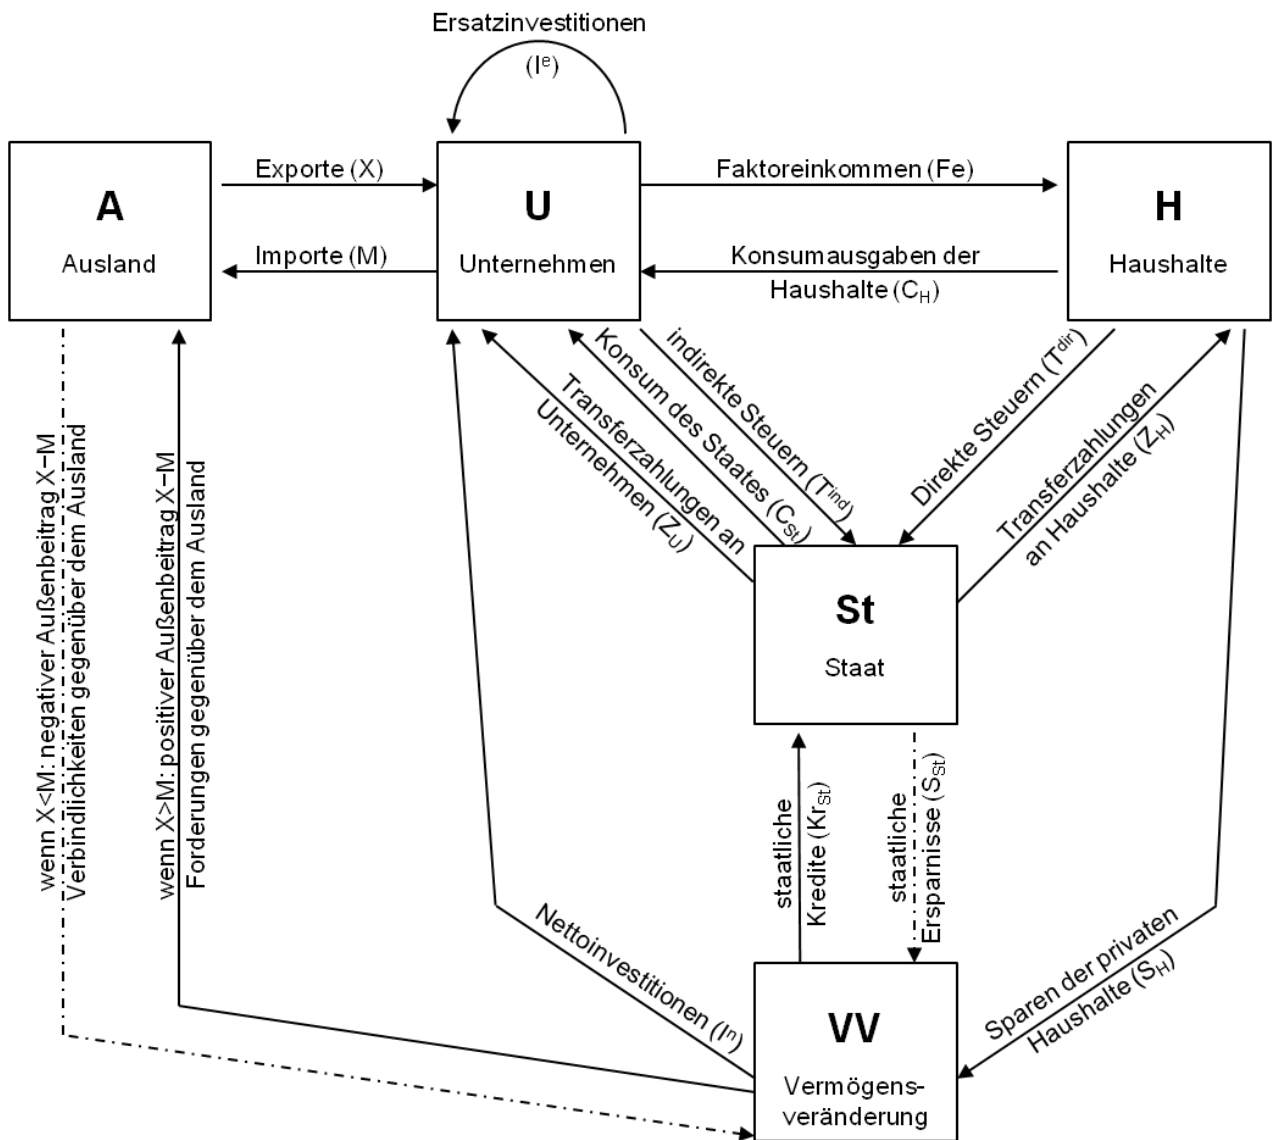 Ersatzinvestitionen
(Iᵉ)
A
Ausland
Exporte (X)
Importe (M)
U
Unternehmen
Faktoreinkommen (Fe)
Konsumausgaben der
Haushalte (C_H)
H
Haushalte
indirekte Steuern (T^ind)
Konsum des Staates (C_St)
Transferzahlungen an
Unternehmen (Z_U)
Direkte Steuern (T^dir)
Transferzahlungen
an Haushalte (Z_H)
St
Staat
wenn X<M: negativer Außenbeitrag X−M
Verbindlichkeiten gegenüber dem Ausland
wenn X>M: positiver Außenbeitrag X−M
Forderungen gegenüber dem Ausland
staatliche
Kredite (Kr_St)
staatliche
Ersparnisse (S_St)
Nettoinvestitionen (Iⁿ)
Sparen der privaten
Haushalte (S_H)
VV
Vermögens-
veränderung